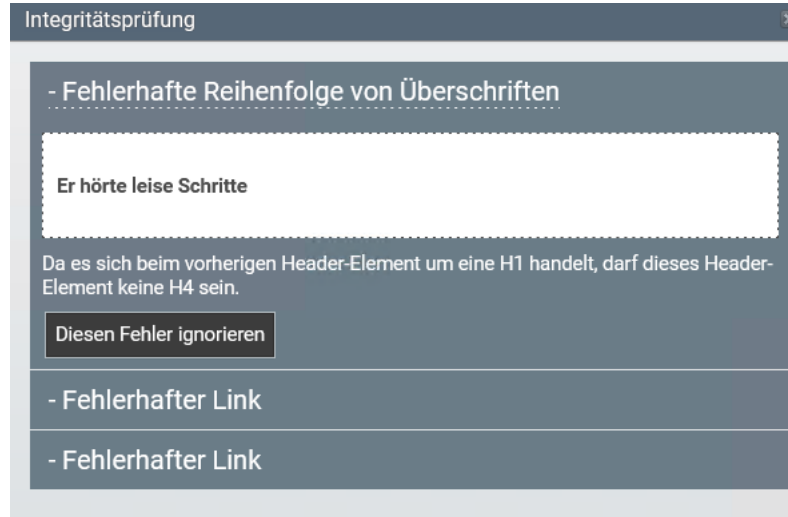 Integritätsprüfung
- Fehlerhafte Reihenfolge von Überschriften
Er hörte leise Schritte
Da es sich beim vorherigen Header-Element um eine H1 handelt, darf dieses Header-
Element keine H4 sein.
Diesen Fehler ignorieren
- Fehlerhafter Link
- Fehlerhafter Link